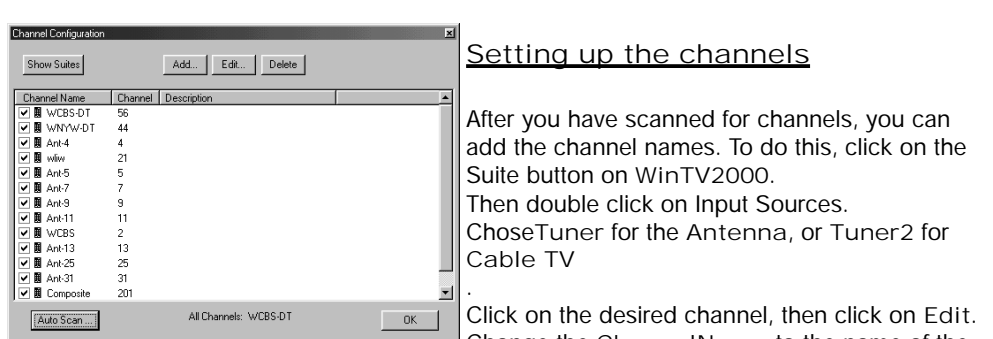 Channel Configuration
Show Suites Add... Edit... Delete
Channel Name Channel Description
WCBS-DT 56
WNYW-DT 44
Ant-4 4
wliw 21
Ant-5 5
Ant-7 7
Ant-9 9
Ant-11 11
WCBS 2
Ant-13 13
Ant-25 25
Ant-31 31
Composite 201
Auto Scan ... All Channels: WCBS-DT OK
Setting up the channels
After you have scanned for channels, you can
add the channel names. To do this, click on the
Suite button on WinTV2000.
Then double click on Input Sources.
ChoseTuner for the Antenna, or Tuner2 for
Cable TV
.
Click on the desired channel, then click on Edit.
to the name of the